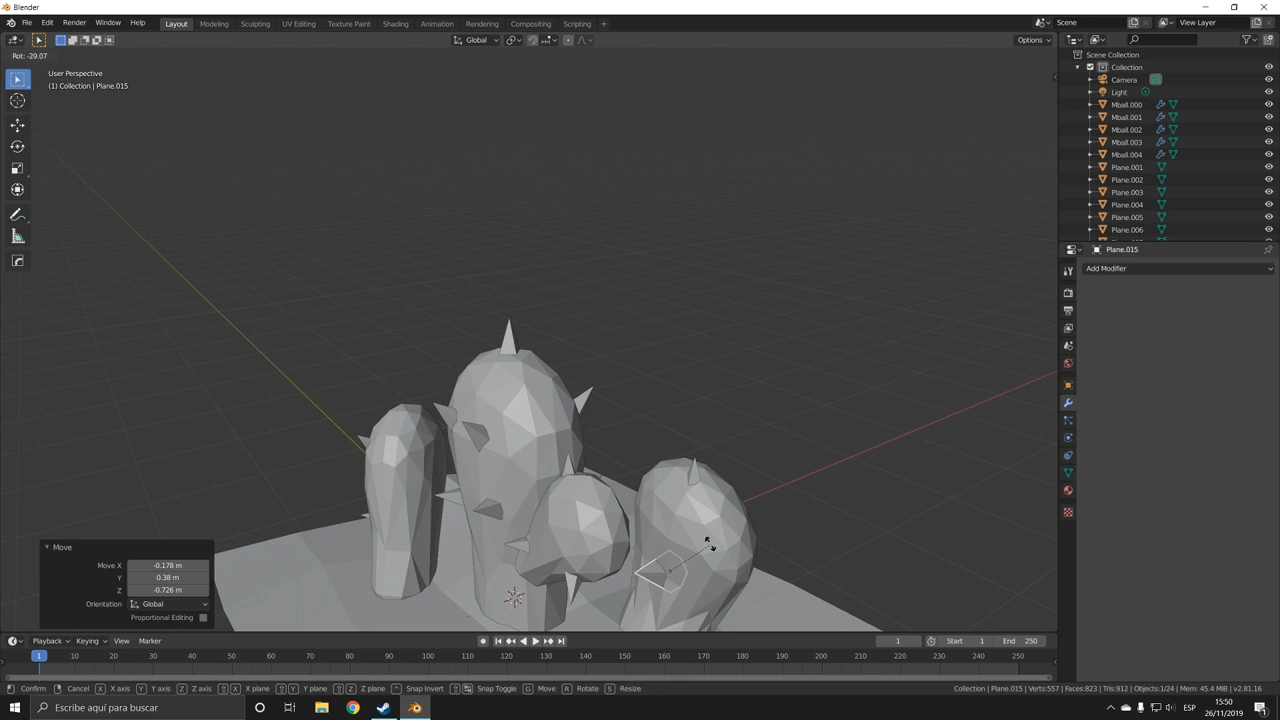 Blender
File Edit Render Window Help
Layout Modeling Sculpting UV Editing Texture Paint Shading Animation Rendering Compositing Scripting +
Scene
View Layer
Global
Options
Rot: -29.07
User Perspective
(1) Collection | Plane.015
Scene Collection
Collection
Camera
Light
Mball.000
Mball.001
Mball.002
Mball.003
Mball.004
Plane.001
Plane.002
Plane.003
Plane.004
Plane.005
Plane.006
Plane.015
Add Modifier
Move
Move X -0.178 m
Y 0.38 m
Z -0.726 m
Orientation Global
Proportional Editing
Playback Keying View Marker
1 Start 1 End 250
1 10 20 30 40 50 60 70 80 90 100 110 120 130 140 150 160 170 180 190 200 210 220 230 240 250
Confirm Cancel X X axis Y Y axis Z Z axis X X plane Y Y plane Z Z plane Snap Invert Snap Toggle G Move R Rotate S Resize
Collection | Plane.015 | Verts:557 | Faces:823 | Tris:912 | Objects:1/24 | Mem: 45.4 MiB | v2.81.16
Escribe aquí para buscar
ESP
15:50
26/11/2019